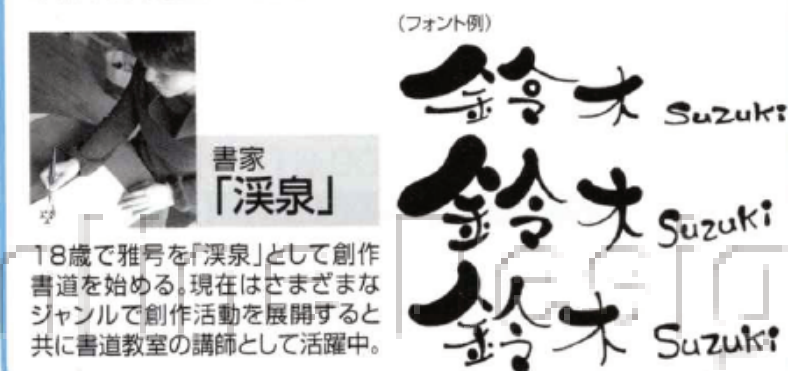 (フォント例)
鈴木 Suzuki
鈴木 Suzuki
鈴木 Suzuki
書家
「渓泉」
18歳で雅号を「渓泉」として創作
書道を始める。現在はさまざまな
ジャンルで創作活動を展開すると
共に書道教室の講師として活躍中。